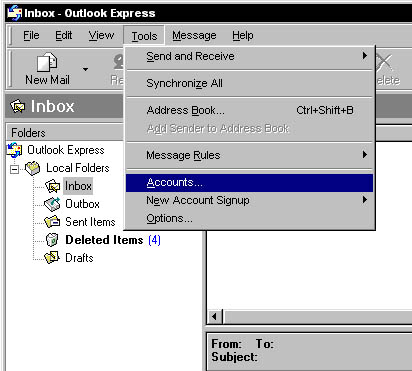 Inbox - Outlook Express
File Edit View Tools Message Help
Send and Receive
New Mail
Synchronize All
Address Book... Ctrl+Shift+B
Inbox
Add Sender to Address Book
Folders
Outlook Express
Message Rules
Local Folders
Inbox
Accounts...
Outbox
New Account Signup
Sent Items
Options...
Deleted Items (4)
Drafts
From: To:
Subject: